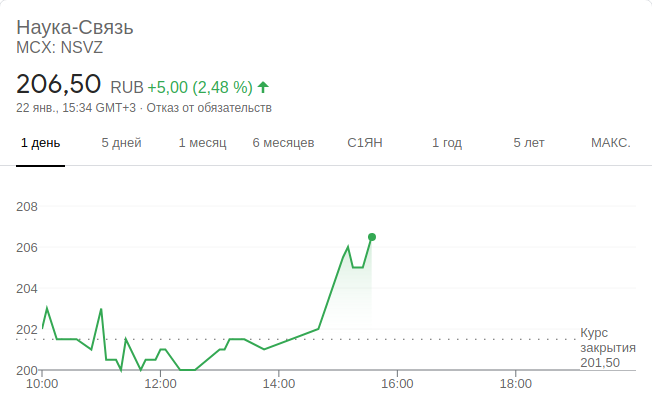 Наука-Связь
MCX: NSVZ
206,50 RUB +5,00 (2,48 %)
22 янв., 15:34 GMT+3 · Отказ от обязательств
1 день 5 дней 1 месяц 6 месяцев С1ЯН 1 год 5 лет МАКС.
208
206
204
202
Курс
закрытия
201,50
200
10:00 12:00 14:00 16:00 18:00